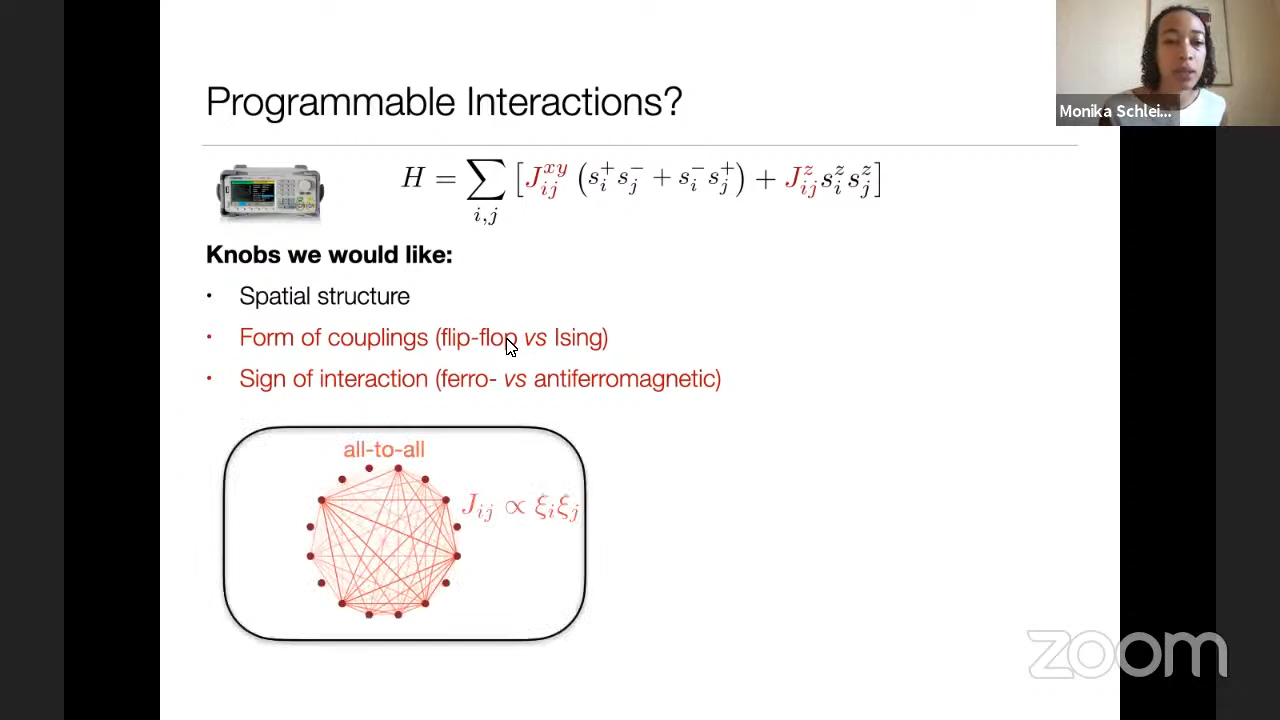 Programmable Interactions?
Monika Schlei...
H = ∑_{i,j} [J_{ij}^{xy} (s_i^+ s_j^- + s_i^- s_j^+) + J_{ij}^z s_i^z s_j^z]
Knobs we would like:
• Spatial structure
• Form of couplings (flip-flop vs Ising)
• Sign of interaction (ferro- vs antiferromagnetic)
all-to-all
J_{ij} ∝ ξ_i ξ_j
zoom